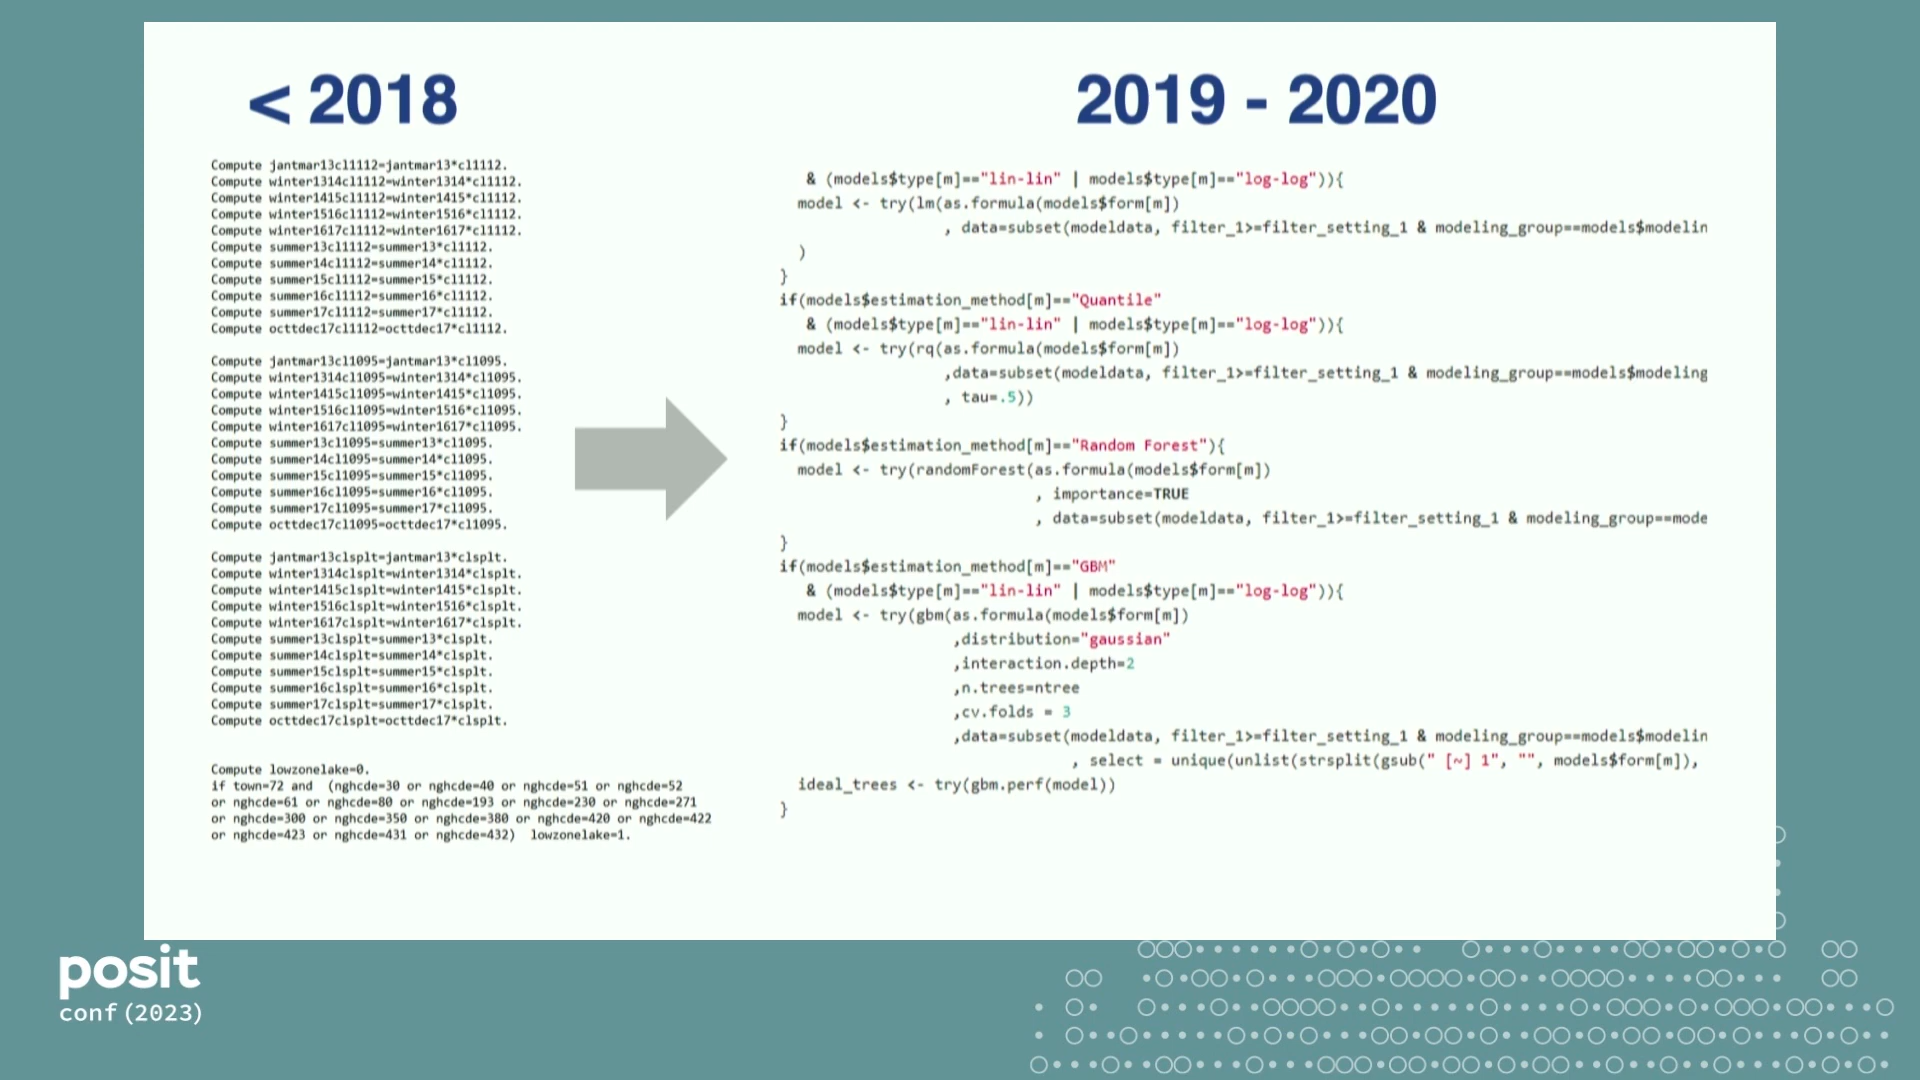 < 2018
2019 - 2020
Compute jantmar13cl1112=jantmar13*cl1112.
Compute winter1314cl1112=winter1314*cl1112.
Compute winter1415cl1112=winter1415*cl1112.
Compute winter1516cl1112=winter1516*cl1112.
Compute winter1617cl1112=winter1617*cl1112.
Compute summer13cl1112=summer13*cl1112.
Compute summer14cl1112=summer14*cl1112.
Compute summer15cl1112=summer15*cl1112.
Compute summer16cl1112=summer16*cl1112.
Compute summer17cl1112=summer17*cl1112.
Compute octtdec17cl1112=octtdec17*cl1112.
Compute jantmar13cl1095=jantmar13*cl1095.
Compute winter1314cl1095=winter1314*cl1095.
Compute winter1415cl1095=winter1415*cl1095.
Compute winter1516cl1095=winter1516*cl1095.
Compute winter1617cl1095=winter1617*cl1095.
Compute summer13cl1095=summer13*cl1095.
Compute summer14cl1095=summer14*cl1095.
Compute summer15cl1095=summer15*cl1095.
Compute summer16cl1095=summer16*cl1095.
Compute summer17cl1095=summer17*cl1095.
Compute octtdec17cl1095=octtdec17*cl1095.
Compute jantmar13clsplt=jantmar13*clsplt.
Compute winter1314clsplt=winter1314*clsplt.
Compute winter1415clsplt=winter1415*clsplt.
Compute winter1516clsplt=winter1516*clsplt.
Compute winter1617clsplt=winter1617*clsplt.
Compute summer13clsplt=summer13*clsplt.
Compute summer14clsplt=summer14*clsplt.
Compute summer15clsplt=summer15*clsplt.
Compute summer16clsplt=summer16*clsplt.
Compute summer17clsplt=summer17*clsplt.
Compute octtdec17clsplt=octtdec17*clsplt.
Compute lowzonelake=0.
if town=72 and  (nghcde=30 or nghcde=40 or nghcde=51 or nghcde=52
or nghcde=61 or nghcde=80 or nghcde=193 or nghcde=230 or nghcde=271
or nghcde=300 or nghcde=350 or nghcde=380 or nghcde=420 or nghcde=422
or nghcde=423 or nghcde=431 or nghcde=432)  lowzonelake=1.
& (models$type[m]=="lin-lin" | models$type[m]=="log-log")){
model <- try(lm(as.formula(models$form[m])
, data=subset(modeldata, filter_1>=filter_setting_1 & modeling_group==models$modelin
)
}
if(models$estimation_method[m]=="Quantile"
& (models$type[m]=="lin-lin" | models$type[m]=="log-log")){
model <- try(rq(as.formula(models$form[m])
,data=subset(modeldata, filter_1>=filter_setting_1 & modeling_group==models$modeling
, tau=.5))
}
if(models$estimation_method[m]=="Random Forest"){
model <- try(randomForest(as.formula(models$form[m])
, importance=TRUE
, data=subset(modeldata, filter_1>=filter_setting_1 & modeling_group==mode
}
if(models$estimation_method[m]=="GBM"
& (models$type[m]=="lin-lin" | models$type[m]=="log-log")){
model <- try(gbm(as.formula(models$form[m])
,distribution="gaussian"
,interaction.depth=2
,n.trees=ntree
,cv.folds = 3
,data=subset(modeldata, filter_1>=filter_setting_1 & modeling_group==models$modelin
, select = unique(unlist(strsplit(gsub(" [~] 1", "", models$form[m]),
ideal_trees <- try(gbm.perf(model))
}
posit
conf(2023)